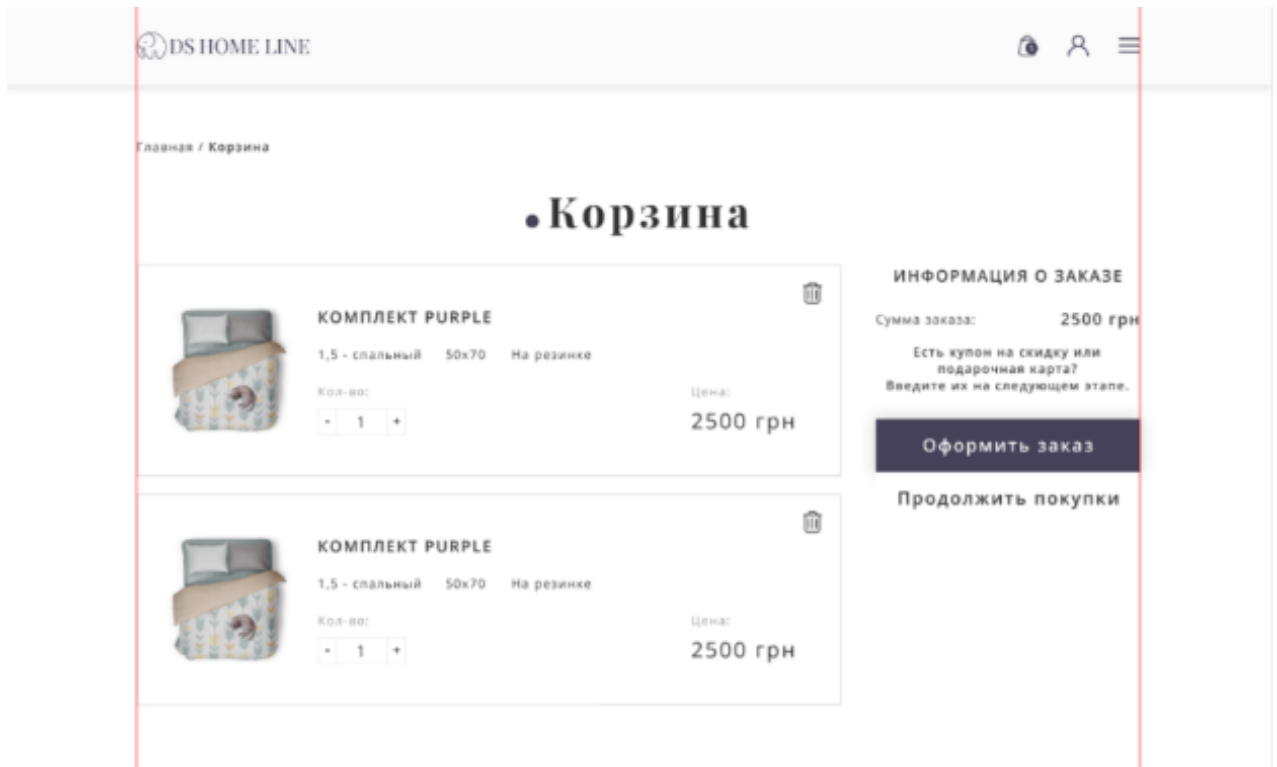 DS HOME LINE
Главная / Корзина
Корзина
КОМПЛЕКТ PURPLE
1,5 - спальный 50x70 На резинке
Кол-во: Цена:
- 1 + 2500 грн
КОМПЛЕКТ PURPLE
1,5 - спальный 50x70 На резинке
Кол-во: Цена:
- 1 + 2500 грн
ИНФОРМАЦИЯ О ЗАКАЗЕ
Сумма заказа: 2500 грн
Есть купон на скидку или
подарочная карта?
Введите их на следующем этапе.
Оформить заказ
Продолжить покупки